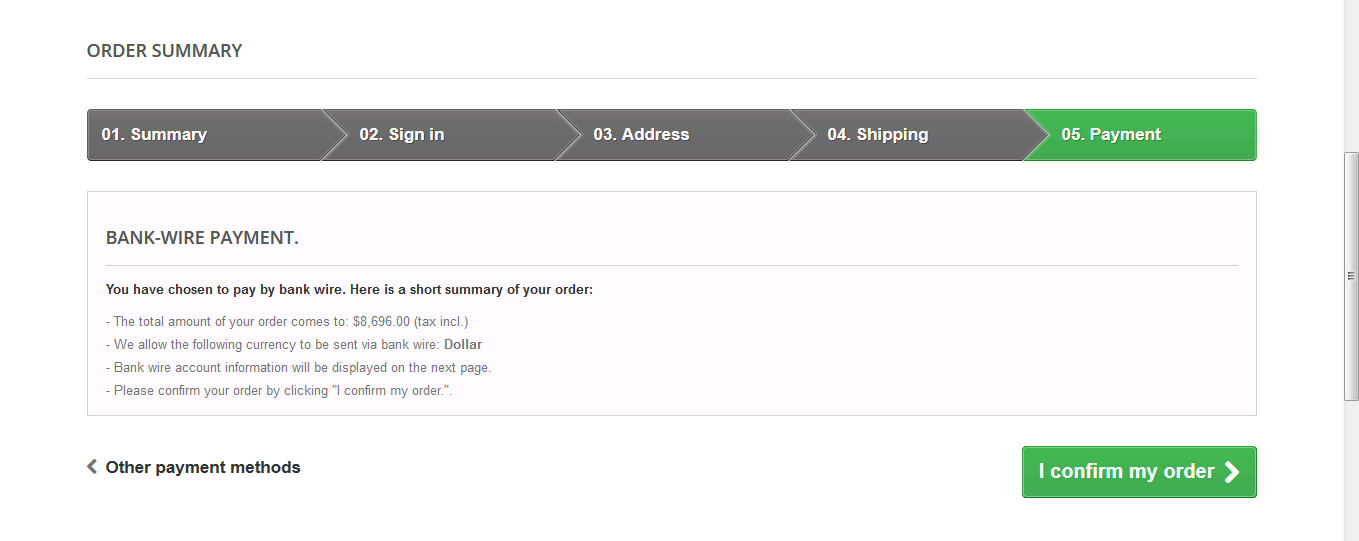 ORDER SUMMARY
01. Summary
02. Sign in
03. Address
04. Shipping
05. Payment
BANK-WIRE PAYMENT.
You have chosen to pay by bank wire. Here is a short summary of your order:
- The total amount of your order comes to: $8,696.00 (tax incl.)
- We allow the following currency to be sent via bank wire: Dollar
- Bank wire account information will be displayed on the next page.
- Please confirm your order by clicking "I confirm my order.".
Other payment methods
I confirm my order